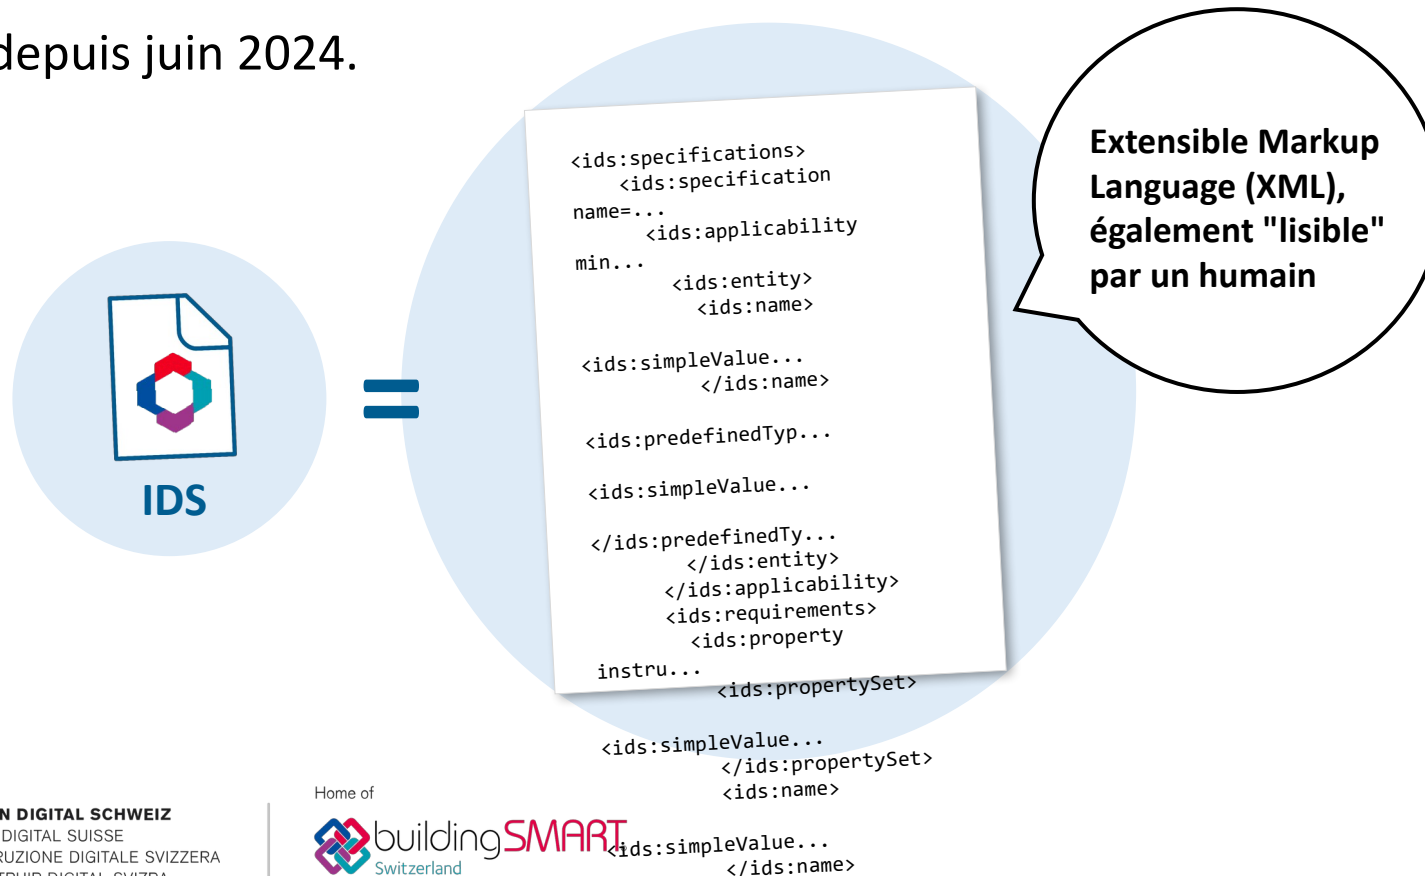 depuis juin 2024.
<ids:specifications>
<ids:specification
name=...
<ids:applicability
min...
<ids:entity>
<ids:name>
<ids:simpleValue...
</ids:name>
<ids:predefinedTyp...
<ids:simpleValue...
</ids:predefinedTy...
</ids:entity>
</ids:applicability>
<ids:requirements>
<ids:property
instru...
<ids:propertySet>
<ids:simpleValue...
</ids:propertySet>
<ids:name>
<ids:simpleValue...
</ids:name>
Extensible Markup
Language (XML),
également "lisible"
par un humain
IDS
=
N DIGITAL SCHWEIZ
DIGITAL SUISSE
RUZIONE DIGITALE SVIZZERA
TRUIR DIGITAL SVIZRA
Home of
buildingSMART
Switzerland